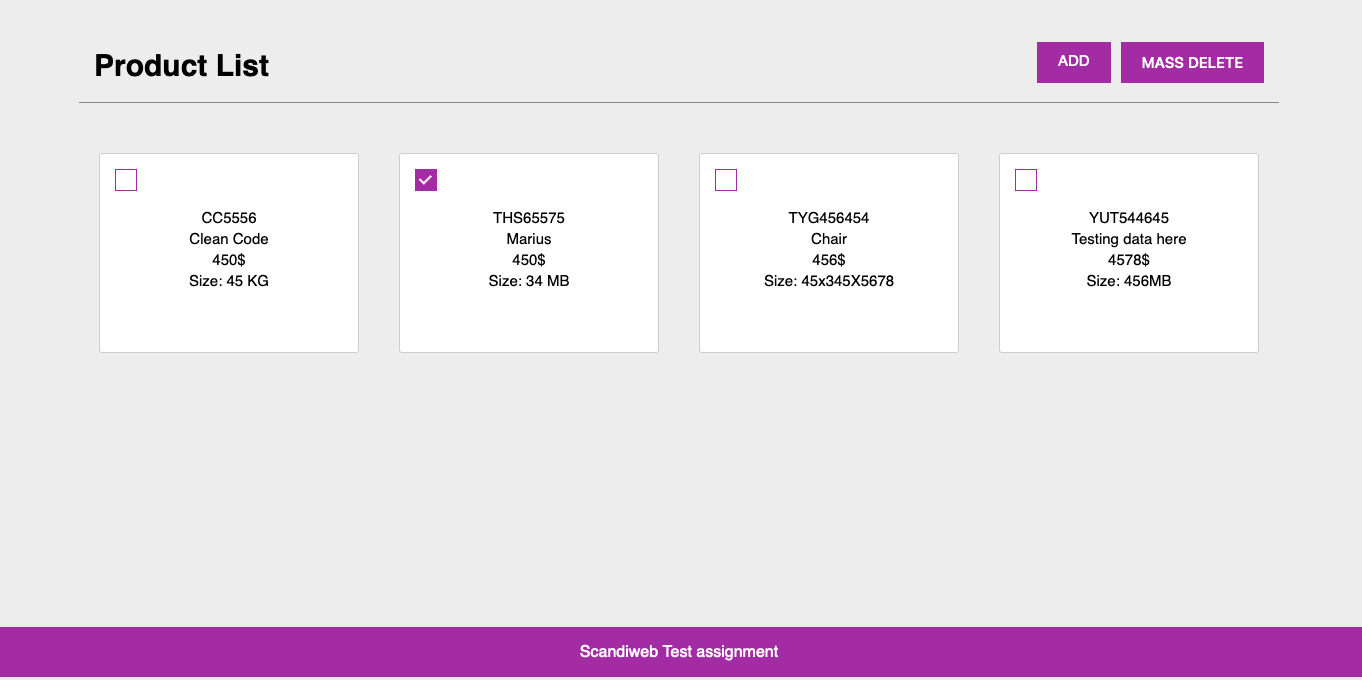 Product List
ADD
MASS DELETE
CC5556
Clean Code
450$
Size: 45 KG
THS65575
Marius
450$
Size: 34 MB
TYG456454
Chair
456$
Size: 45x345X5678
YUT544645
Testing data here
4578$
Size: 456MB
Scandiweb Test assignment